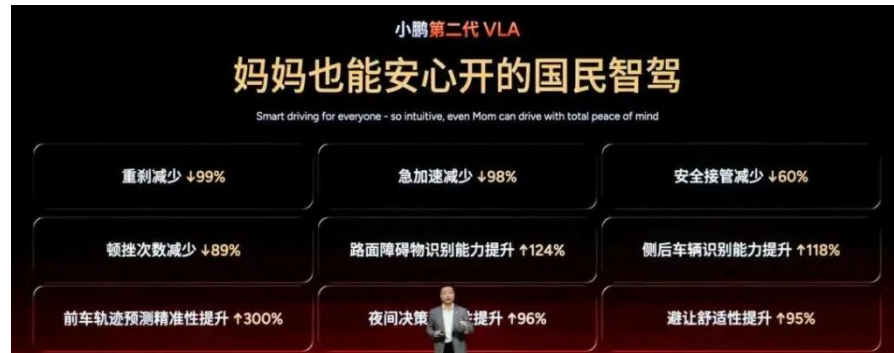 小鹏第二代 VLA
妈妈也能安心开的国民智驾
Smart driving for everyone - so intuitive, even Mom can drive with total peace of mind
重刹减少 ↓99%
急加速减少 ↓98%
安全接管减少 ↓60%
顿挫次数减少 ↓89%
路面障碍物识别能力提升 ↑124%
侧后车辆识别能力提升 ↑118%
前车轨迹预测精准性提升 ↑300%
夜间决策 性提升 ↑96%
避让舒适性提升 ↑95%